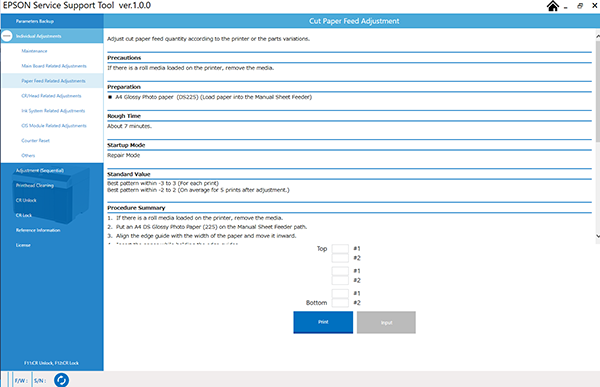 EPSON Service Support Tool ver.1.0.0
Parameters Backup
Individual Adjustments
Maintenance
Main Board Related Adjustments
Paper Feed Related Adjustments
CR/Head Related Adjustments
Ink System Related Adjustments
CIS Module Related Adjustments
Counter Reset
Others
Adjustment (Sequential)
Printhead Cleaning
CR Unlock
CR Lock
Reference Information
License
F11:CR Unlock, F12:CR Lock
Cut Paper Feed Adjustment
Adjust cut paper feed quantity according to the printer or the parts variations.
Precautions
If there is a roll media loaded on the printer, remove the media.
Preparation
■ A4 Glossy Photo paper (DS225) (Load paper into the Manual Sheet Feeder)
Rough Time
About 7 minutes.
Startup Mode
Repair Mode
Standard Value
Best pattern within -3 to 3 (For each print)
Best pattern within -2 to 2 (On average for 5 prints after adjustment.)
Procedure Summary
1. If there is a roll media loaded on the printer, remove the media.
2. Put an A4 DS Glossy Photo Paper (225) on the Manual Sheet Feeder path.
3. Align the edge guide with the width of the paper and move it inward.
Top #1
#2
#1
#2
#1
Bottom #2
Print
Input
F/W : S/N :